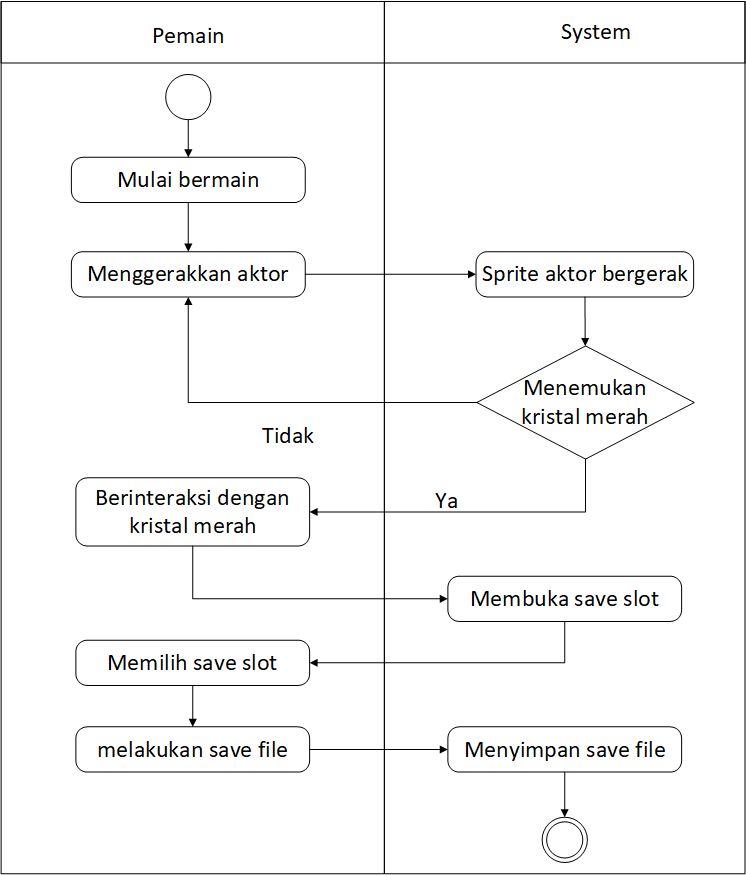 Pemain
System
Mulai bermain
Menggerakkan aktor
Sprite aktor bergerak
Menemukan
kristal merah
Tidak
Ya
Berinteraksi dengan
kristal merah
Membuka save slot
Memilih save slot
melakukan save file
Menyimpan save file